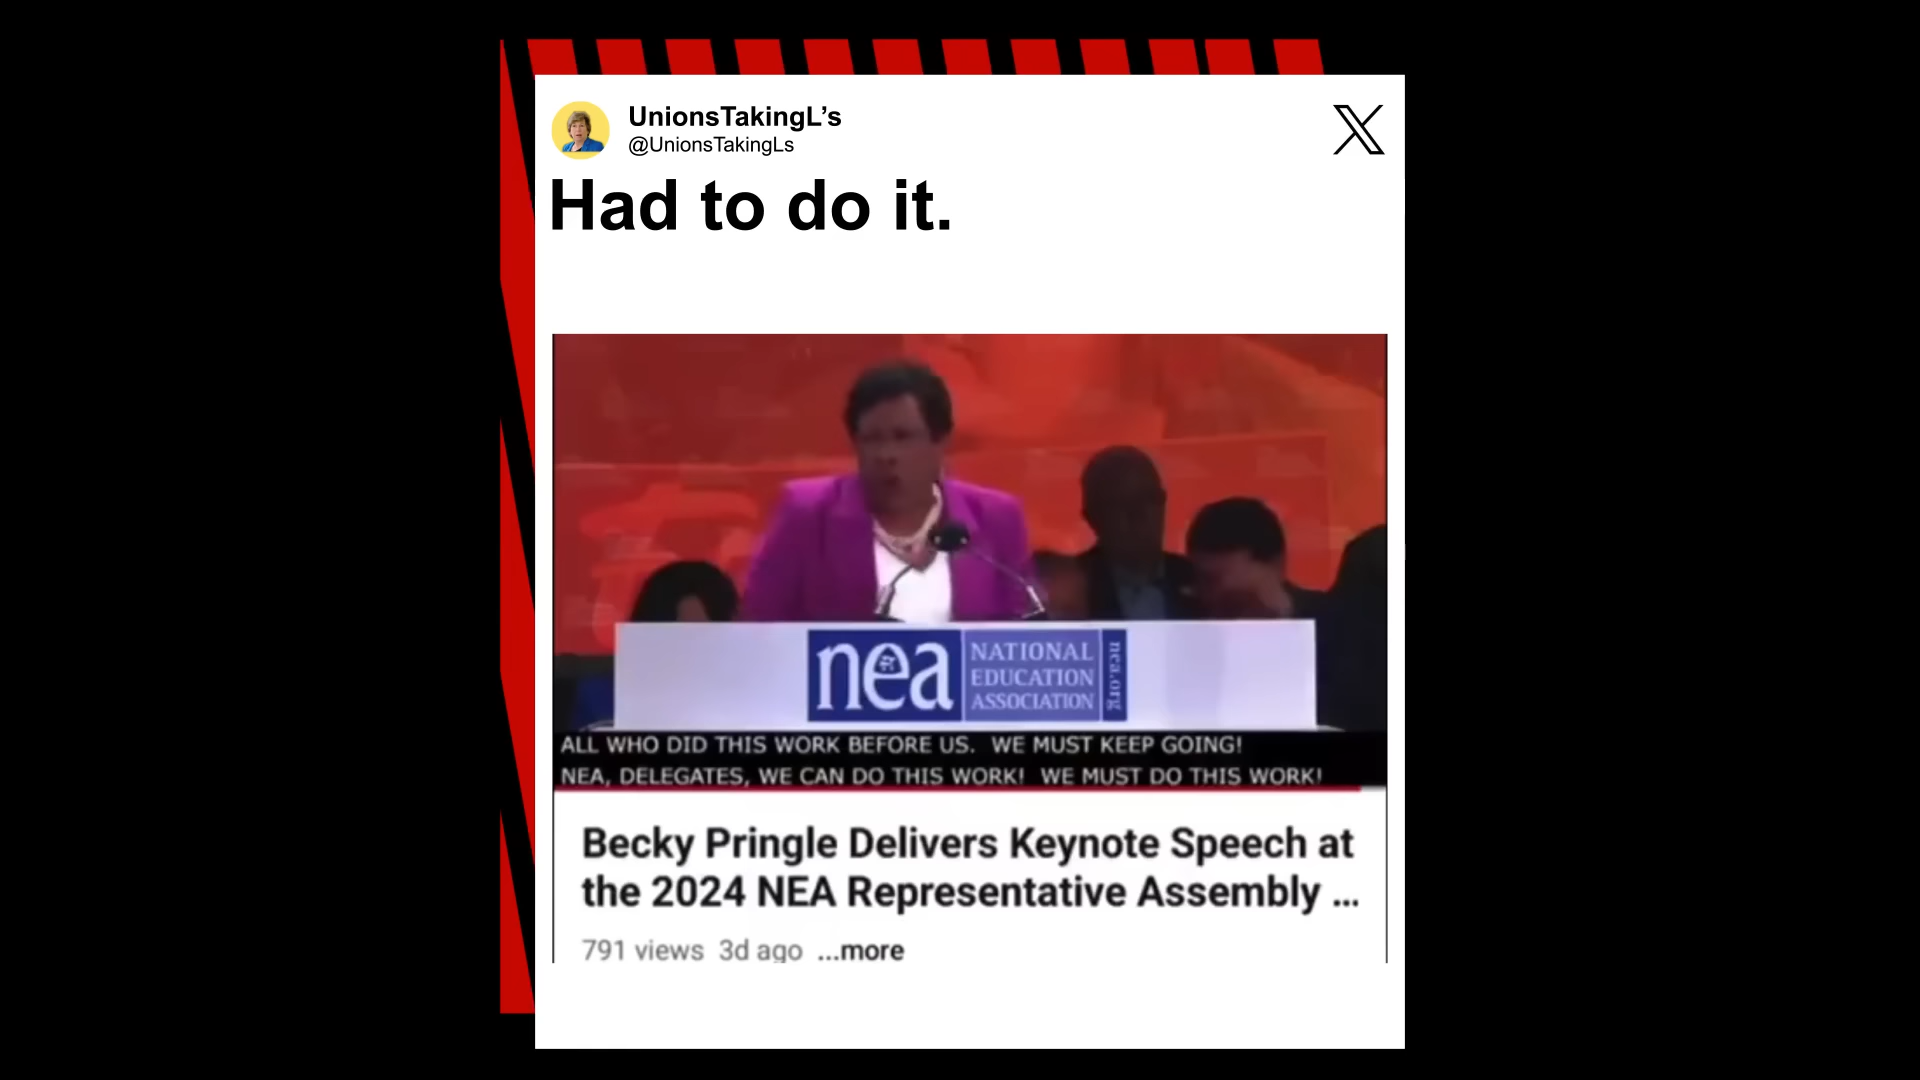 UnionsTakingL’s
@UnionsTakingLs
Had to do it.
nea
NATIONAL
EDUCATION
ASSOCIATION
nea.org
ALL WHO DID THIS WORK BEFORE US. WE MUST KEEP GOING!
NEA, DELEGATES, WE CAN DO THIS WORK! WE MUST DO THIS WORK!
Becky Pringle Delivers Keynote Speech at
the 2024 NEA Representative Assembly ...
791 views 3d ago ...more